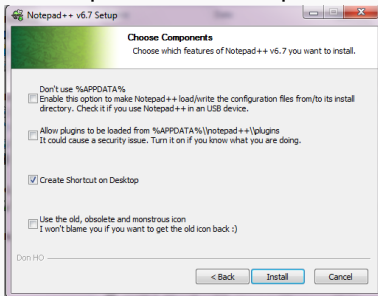 Notepad++ v6.7 Setup
Choose Components
Choose which features of Notepad++ v6.7 you want to install.
Don't use %APPDATA%
Enable this option to make Notepad++ load/write the configuration files from/to its install
directory. Check it if you use Notepad++ in an USB device.
Allow plugins to be loaded from %APPDATA%\\notepad++\plugins
It could cause a security issue. Turn it on if you know what you are doing.
Create Shortcut on Desktop
Use the old, obsolete and monstrous icon
I won't blame you if you want to get the old icon back :)
Don HO
< Back
Install
Cancel